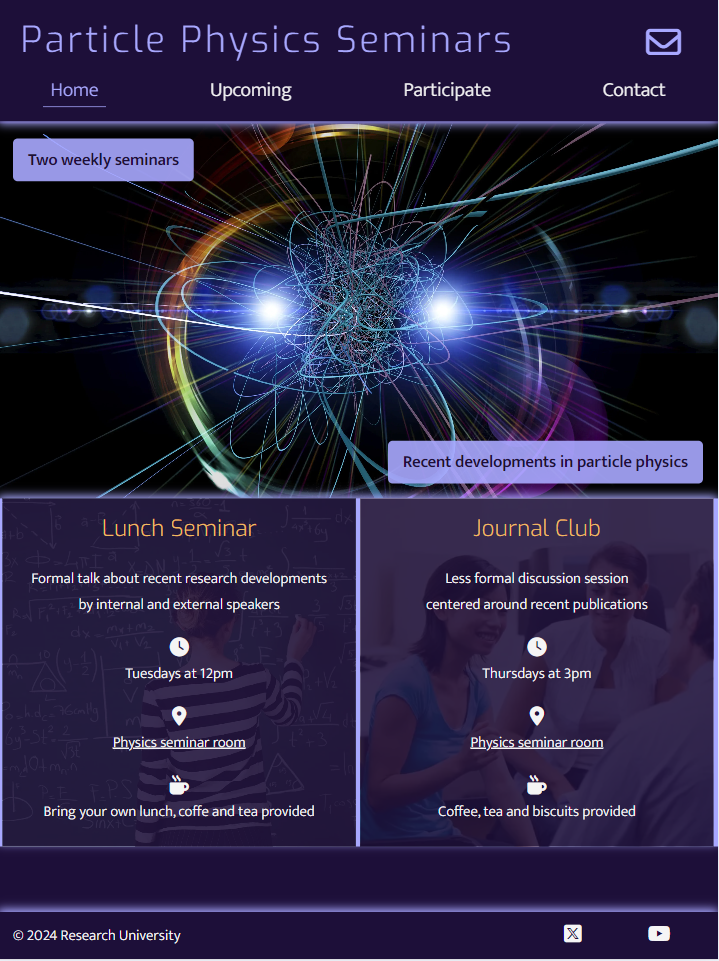 Particle Physics Seminars
Home Upcoming Participate Contact
Two weekly seminars
Recent developments in particle physics
Lunch Seminar
Formal talk about recent research developments
by internal and external speakers
Tuesdays at 12pm
Physics seminar room
Bring your own lunch, coffe and tea provided
Journal Club
Less formal discussion session
centered around recent publications
Thursdays at 3pm
Physics seminar room
Coffee, tea and biscuits provided
© 2024 Research University